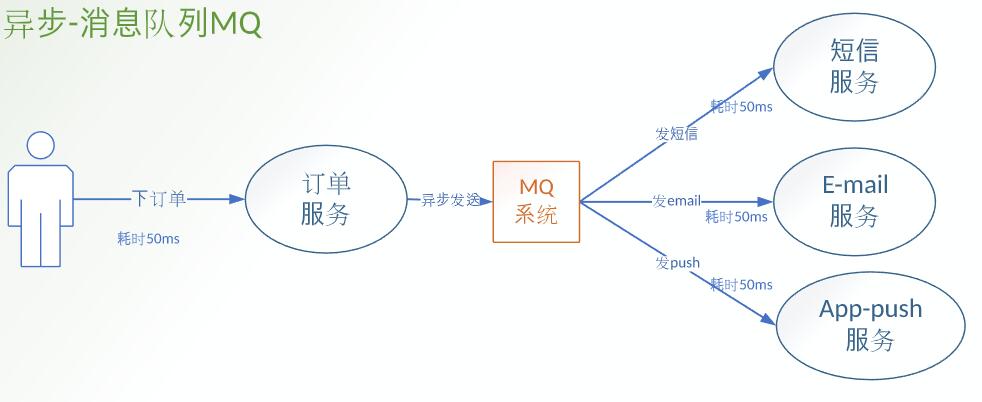 异步-消息队列MQ
短信
服务
耗时50ms
发短信
下订单
耗时50ms
订单
服务
异步发送
MQ
系统
发email
耗时50ms
E-mail
服务
发push
耗时50ms
App-push
服务